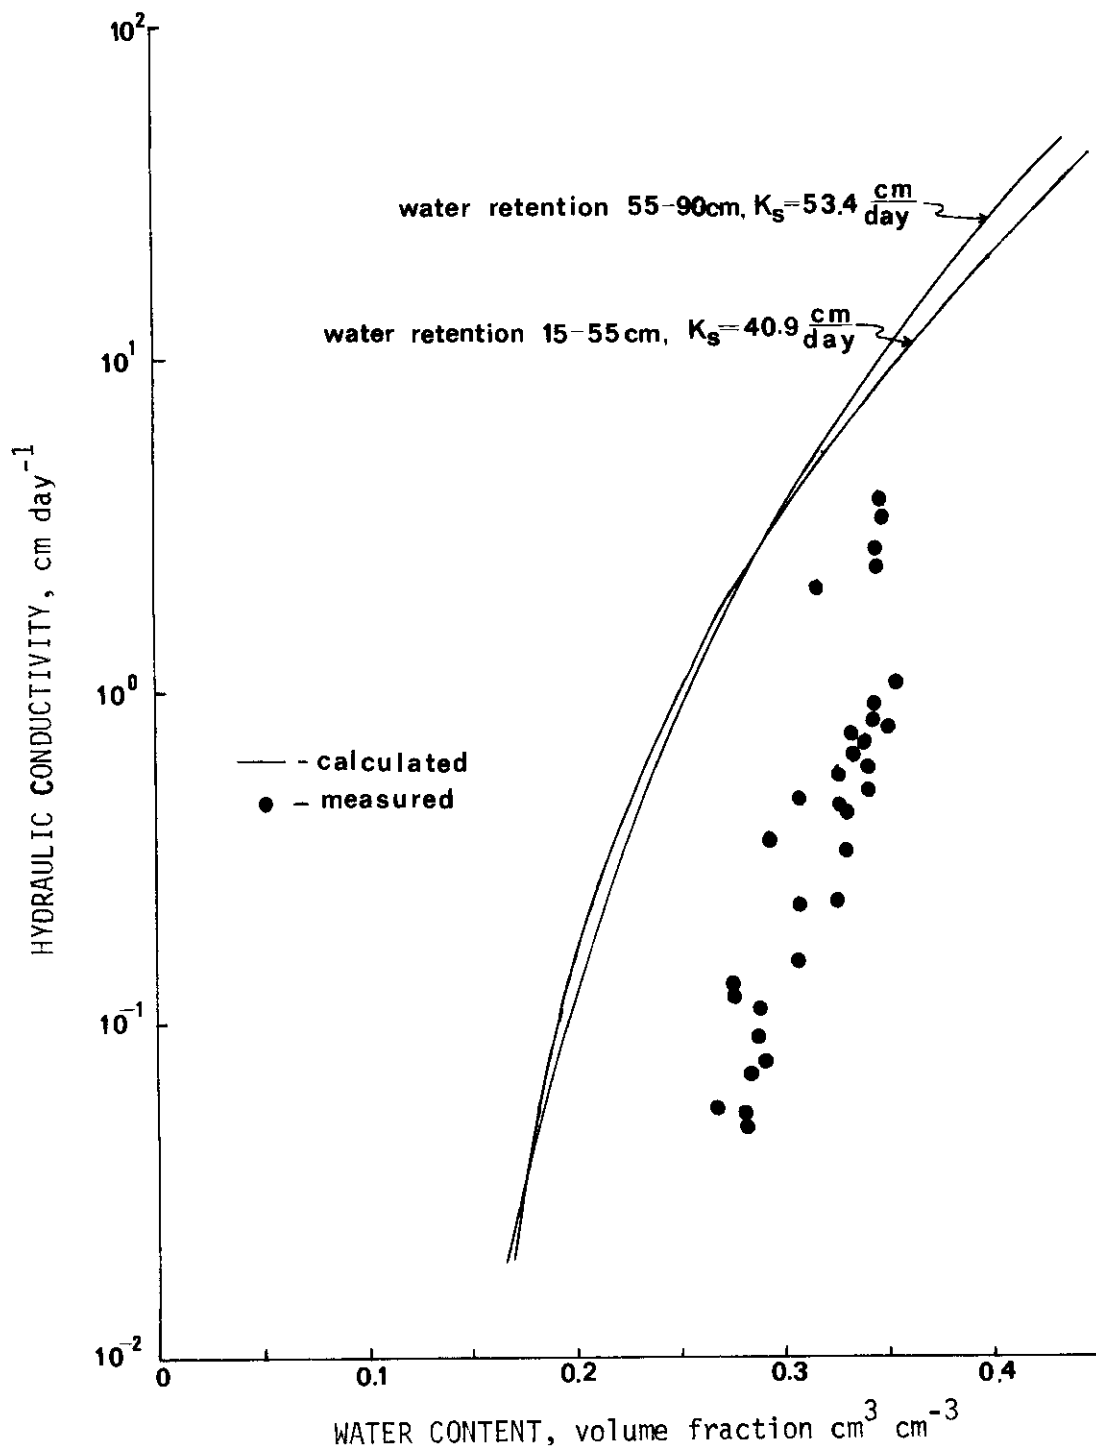 10²
water retention 55-90cm, Kₛ=53.4 cm/day
water retention 15-55cm, Kₛ=40.9 cm/day
10¹
HYDRAULIC CONDUCTIVITY, cm day⁻¹
10⁰
— - calculated
● - measured
10⁻¹
10⁻²
0 0.1 0.2 0.3 0.4
WATER CONTENT, volume fraction cm³ cm⁻³